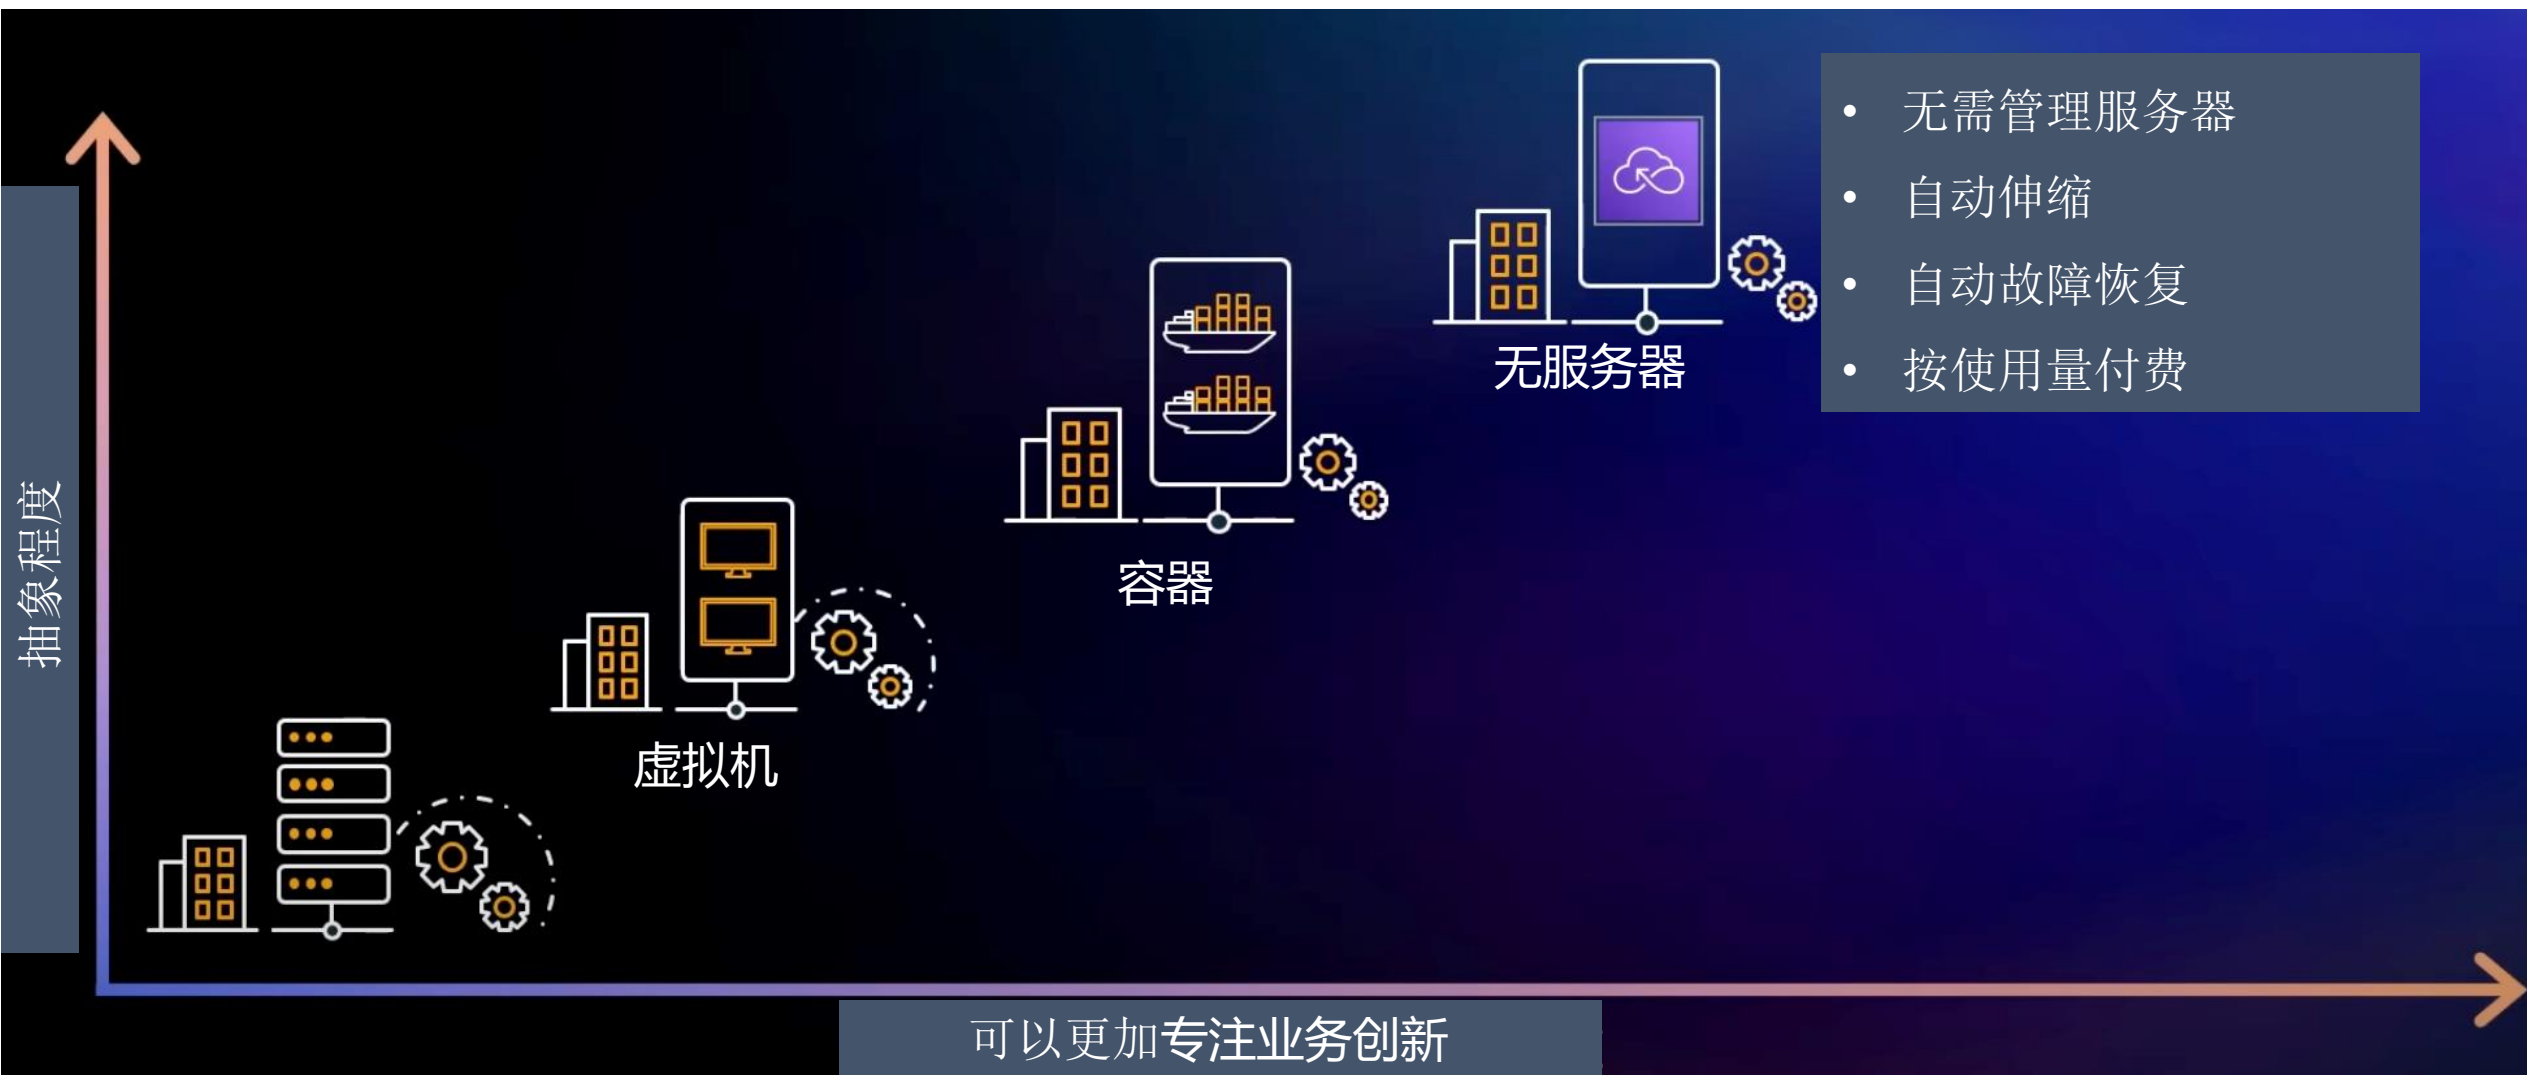 无需管理服务器
自动伸缩
自动故障恢复
按使用量付费
无服务器
容器
虚拟机
抽象程度
可以更加专注业务创新